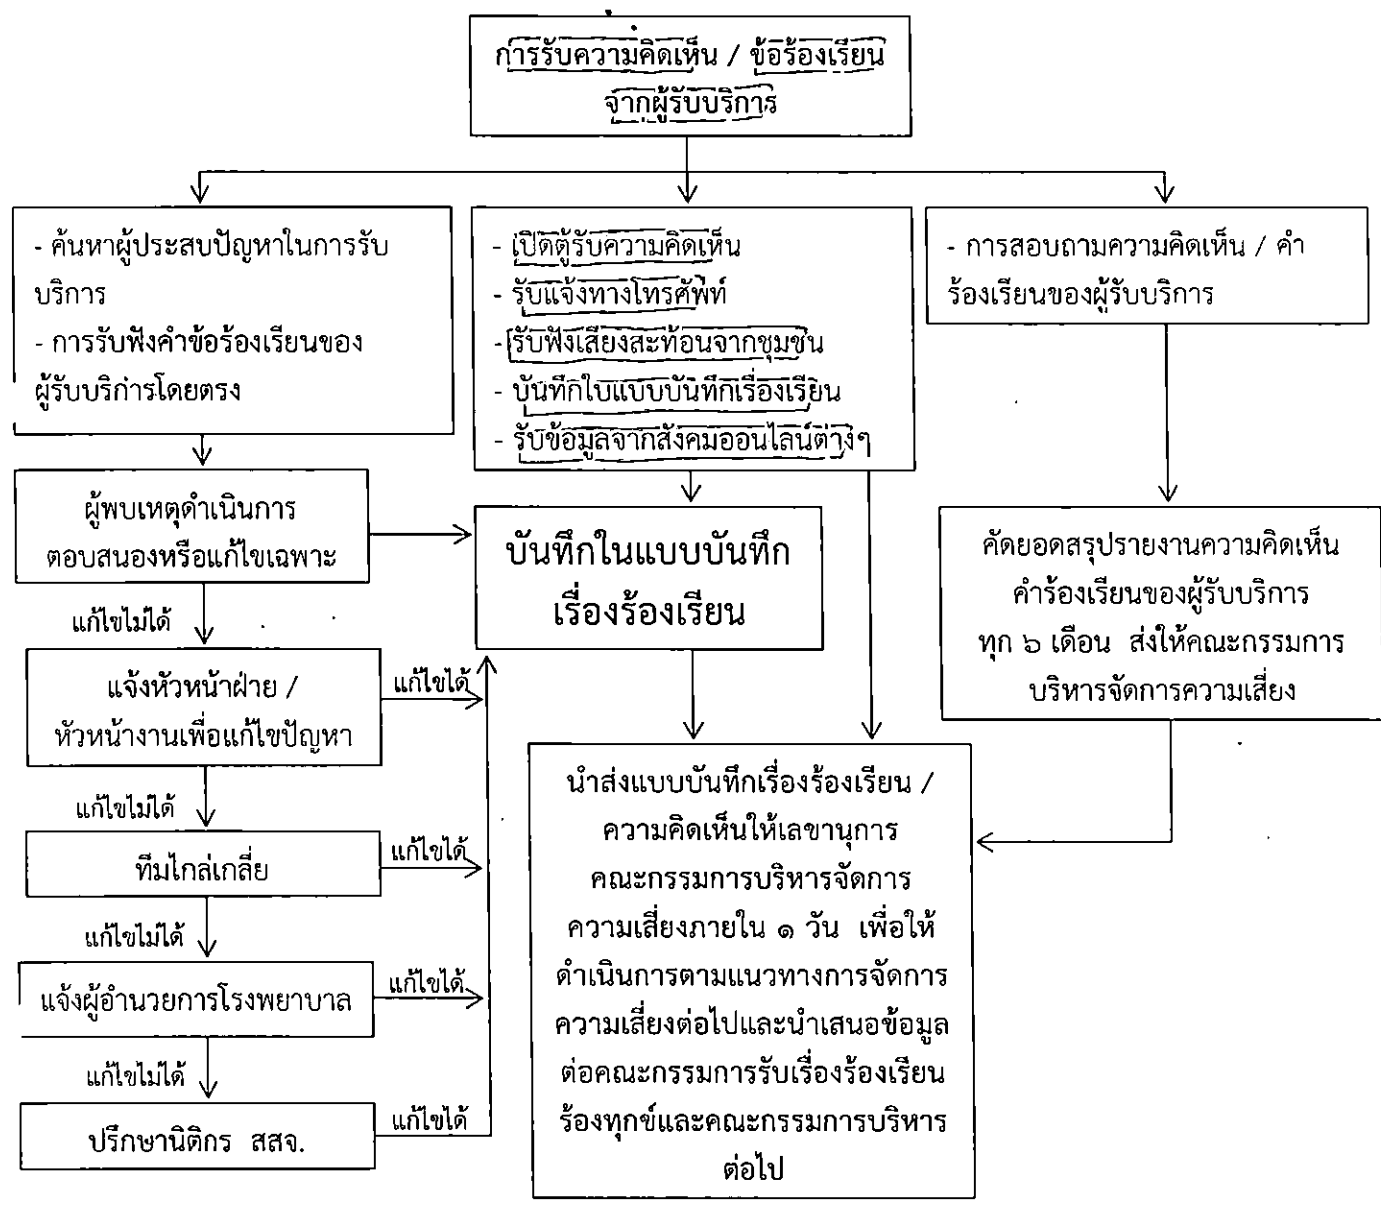 การรับความคิดเห็น / ข้อร้องเรียน
จากผู้รับบริการ
- ค้นหาผู้ประสบปัญหาในการรับ
บริการ
- การรับฟังคำข้อร้องเรียนของ
ผู้รับบริการโดยตรง
- เปิดตู้รับความคิดเห็น
- รับแจ้งทางโทรศัพท์
- รับฟังเสียงสะท้อนจากชุมชน
- บันทึกใบแบบบันทึกเรื่องเรียน
- รับข้อมูลจากสังคมออนไลน์ต่างๆ
- การสอบถามความคิดเห็น / คำ
ร้องเรียนของผู้รับบริการ
ผู้พบเหตุดำเนินการ
ตอบสนองหรือแก้ไขเฉพาะ
บันทึกในแบบบันทึก
เรื่องร้องเรียน
คัดยอดสรุปรายงานความคิดเห็น
คำร้องเรียนของผู้รับบริการ
ทุก ๖ เดือน ส่งให้คณะกรรมการ
บริหารจัดการความเสี่ยง
แก้ไขไม่ได้
แจ้งหัวหน้าฝ่าย /
หัวหน้างานเพื่อแก้ไขปัญหา
แก้ไขได้
แก้ไขไม่ได้
ทีมไกล่เกลี่ย
แก้ไขได้
แก้ไขไม่ได้
แจ้งผู้อำนวยการโรงพยาบาล
แก้ไขได้
แก้ไขไม่ได้
ปรึกษานิติกร สสจ.
แก้ไขได้
นำส่งแบบบันทึกเรื่องร้องเรียน /
ความคิดเห็นให้เลขานุการ
คณะกรรมการบริหารจัดการ
ความเสี่ยงภายใน ๑ วัน เพื่อให้
ดำเนินการตามแนวทางการจัดการ
ความเสี่ยงต่อไปและนำเสนอข้อมูล
ต่อคณะกรรมการรับเรื่องร้องเรียน
ร้องทุกข์และคณะกรรมการบริหาร
ต่อไป